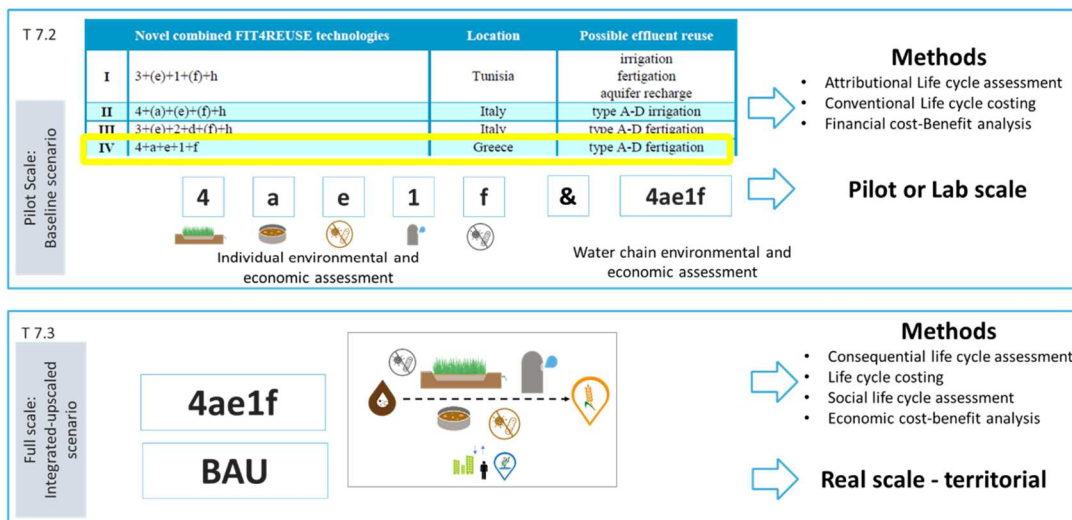 T 7.2
Pilot Scale:
Baseline scenario
Novel combined FIT4REUSE technologies Location Possible effluent reuse
I 3+(e)+1+(f)+h Tunisia irrigation
fertigation
aquifer recharge
II 4+(a)+(e)+(f)+h Italy type A-D irrigation
III 3+(e)+2+d+(f)+h Italy type A-D fertigation
IV 4+a+e+1+f Greece type A-D fertigation
4 a e 1 f & 4ae1f
Individual environmental and
economic assessment
Water chain environmental and
economic assessment
Methods
• Attributional Life cycle assessment
• Conventional Life cycle costing
• Financial cost-Benefit analysis
Pilot or Lab scale
T 7.3
Full scale:
Integrated-upscaled
scenario
4ae1f
BAU
Methods
• Consequential life cycle assessment
• Life cycle costing
• Social life cycle assessment
• Economic cost-benefit analysis
Real scale - territorial